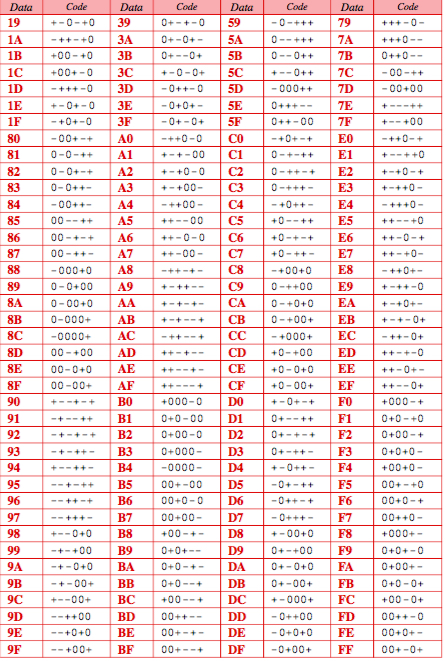 Data Code Data Code Data Code Data Code
19 +-0-+0 39 0+-+-0 59 -0-+++ 79 +++-0-
1A -++-+0 3A 0+-0+- 5A 0--+++ 7A +++0--
1B +00-+0 3B 0+--0+ 5B 0--0++ 7B 0++0--
1C +00+-0 3C +-0-0+ 5C +--0++ 7C -00-++
1D -+++-0 3D -0++-0 5D -000++ 7D -00+00
1E +-0+-0 3E -0+0+- 5E 0+++-- 7E +---++
1F -+0+-0 3F -0+-0+ 5F 0++-00 7F +--+00
80 -00+-+ A0 -++0-0 C0 -+0+-+ E0 -++0-+
81 0-0-++ A1 +-+-00 C1 0-+-++ E1 +-+-+0
82 0-0+-+ A2 +-+0-0 C2 0-++-+ E2 +-+0-+
83 0-0++- A3 +-+00- C3 0-+++- E3 +-++0-
84 -00++- A4 -++00- C4 -+0++- E4 -+++0-
85 00--++ A5 ++--00 C5 +0--++ E5 ++--+0
86 00-+-+ A6 ++-0-0 C6 +0-+-+ E6 ++-0-+
87 00-++- A7 ++-00- C7 +0-++- E7 ++-+0-
88 -000+0 A8 -++-+- C8 -+00+0 E8 -++0+-
89 0-0+00 A9 +-++-- C9 0-++00 E9 +-++-0
8A 0-00+0 AA +-+-+- CA 0-+0+0 EA +-+0+-
8B 0-000+ AB +-+--+ CB 0-+00+ EB +-+-0+
8C -0000+ AC -++--+ CC -+000+ EC -++-0+
8D 00-+00 AD ++-+-- CD +0-+00 ED ++-+-0
8E 00-0+0 AE ++--+- CE +0-0+0 EE ++-0+-
8F 00-00+ AF ++---+ CF +0-00+ EF ++--0+
90 +--+-+ B0 +000-0 D0 +-0+-+ F0 +000-+
91 -+--++ B1 0+0-00 D1 0+--++ F1 0+0-+0
92 -+-+-+ B2 0+00-0 D2 0+-+-+ F2 0+00-+
93 -+-++- B3 0+000- D3 0+-++- F3 0+0+0-
94 +--++- B4 +0000- D4 +-0++- F4 +00+0-
95 --+-++ B5 00+-00 D5 -0+-++ F5 00+-+0
96 --++-+ B6 00+0-0 D6 -0++-+ F6 00+0-+
97 --+++- B7 00+00- D7 -0+++- F7 00++0-
98 +--0+0 B8 +00-+- D8 +-00+0 F8 +000+-
99 -+-+00 B9 0+0+-- D9 0+-+00 F9 0+0+-0
9A -+-0+0 BA 0+0-+- DA 0+-0+0 FA 0+00+-
9B -+-00+ BB 0+0--+ DB 0+-00+ FB 0+0-0+
9C +--00+ BC +00--+ DC +-000+ FC +00-0+
9D --++00 BD 00++-- DD -0++00 FD 00++-0
9E --+0+0 BE 00+-+- DE -0+0+0 FE 00+0+-
9F --+00+ BF 00+--+ DF -0+00+ FF 00+-0+